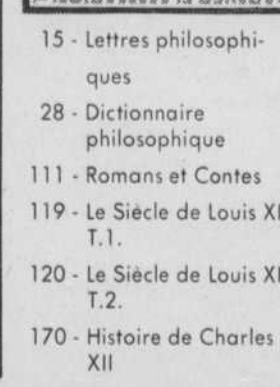 15 - Lettres philosophi-
ques
28 - Dictionnaire
philosophique
111 - Romans et Contes
119 - Le Siècle de Louis XI
T.1.
120 - Le Siècle de Louis XI
T.2.
170 - Histoire de Charles
XII